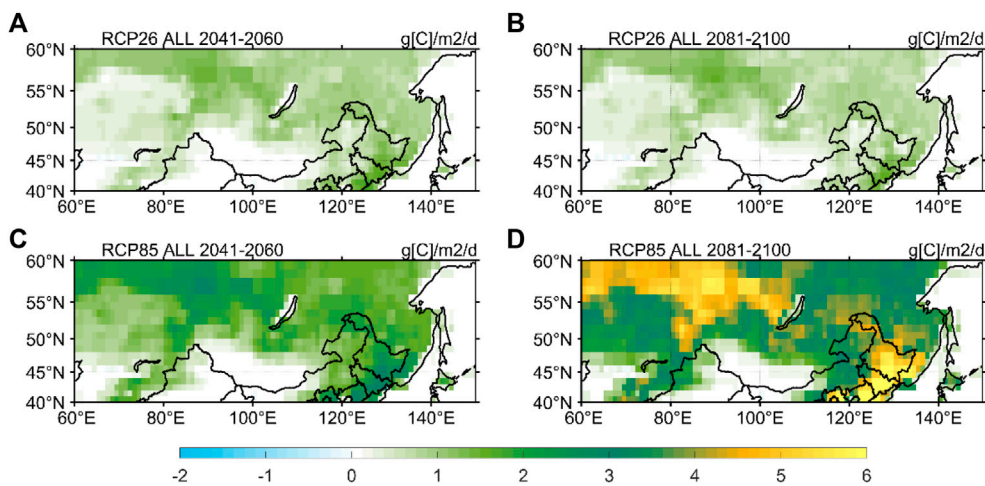 A
RCP26 ALL 2041-2060 g[C]/m2/d
60°N
55°N
50°N
45°N
40°N
60°E 80°E 100°E 120°E 140°E
B
RCP26 ALL 2081-2100 g[C]/m2/d
60°N
55°N
50°N
45°N
40°N
60°E 80°E 100°E 120°E 140°E
C
RCP85 ALL 2041-2060 g[C]/m2/d
60°N
55°N
50°N
45°N
40°N
60°E 80°E 100°E 120°E 140°E
D
RCP85 ALL 2081-2100 g[C]/m2/d
60°N
55°N
50°N
45°N
40°N
60°E 80°E 100°E 120°E 140°E
-2 -1 0 1 2 3 4 5 6